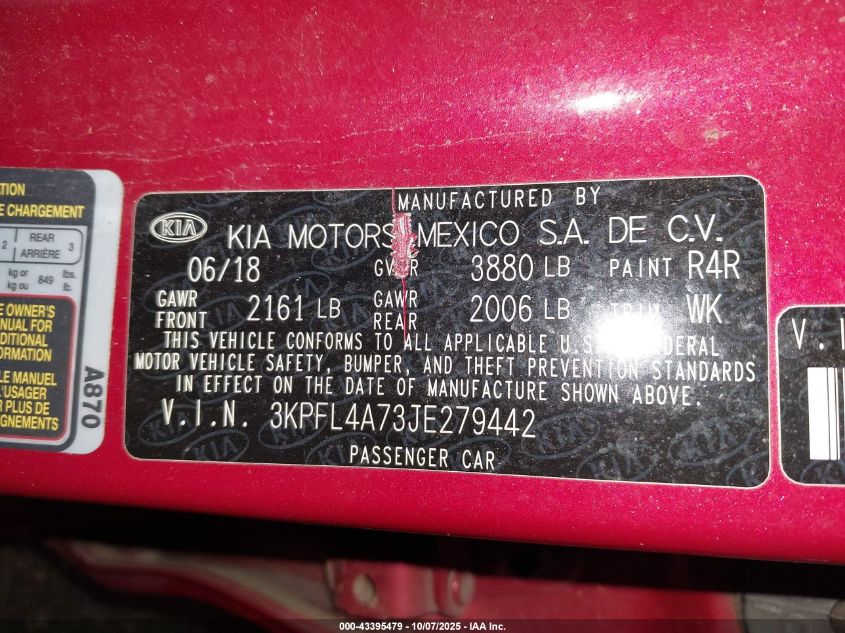 ATION
E CHARGEMENT
2 REAR ARRIÈRE 3
kg or kg ou 849 lbs. lb.
E OWNER'S
ANUAL FOR
DITIONAL
ORMATION
LE MANUEL
'USAGER
R PLUS DE
EIGNEMENTS
A870
MANUFACTURED BY
KIA KIA MOTORS MEXICO S.A. DE C.V.
06/18 3880 LB PAINT R4R
GAWR FRONT 2161 LB GAWR REAR 2006 LB WK
THIS VEHICLE CONFORMS TO ALL APPLICABLE U.S. FEDERAL
MOTOR VEHICLE SAFETY, BUMPER, AND THEFT PREVENTION STANDARDS
IN EFFECT ON THE DATE OF MANUFACTURE SHOWN ABOVE.
V.I.N. 3KPFL4A73JE279442
PASSENGER CAR
V.I
000-43395479 - 10/07/2025 - IAA Inc.